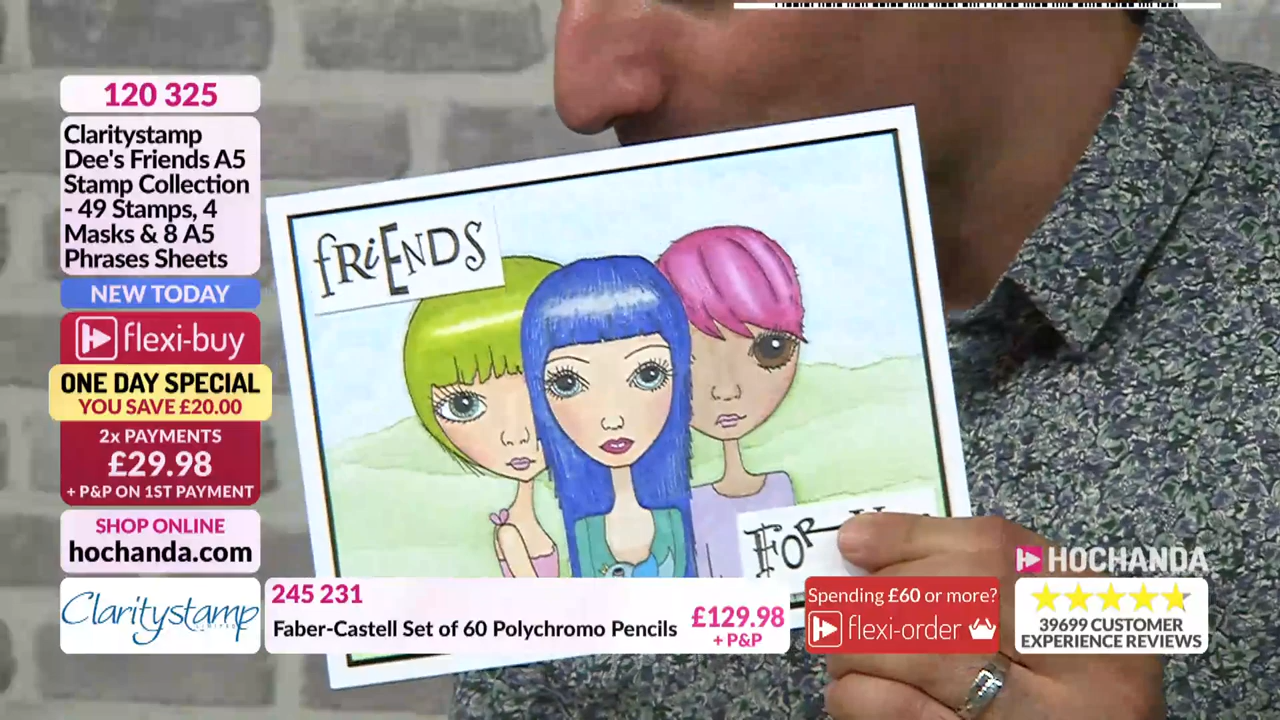 120 325
Claritystamp
Dee's Friends A5
Stamp Collection
- 49 Stamps, 4
Masks & 8 A5
Phrases Sheets
NEW TODAY
flexi-buy
ONE DAY SPECIAL
YOU SAVE £20.00
2x PAYMENTS
£29.98
+ P&P ON 1ST PAYMENT
SHOP ONLINE
hochanda.com
Claritystamp
LIMITED
fRiENDS
FOR
245 231
Faber-Castell Set of 60 Polychromo Pencils
£129.98
+ P&P
Spending £60 or more?
flexi-order
HOCHANDA
39699 CUSTOMER
EXPERIENCE REVIEWS